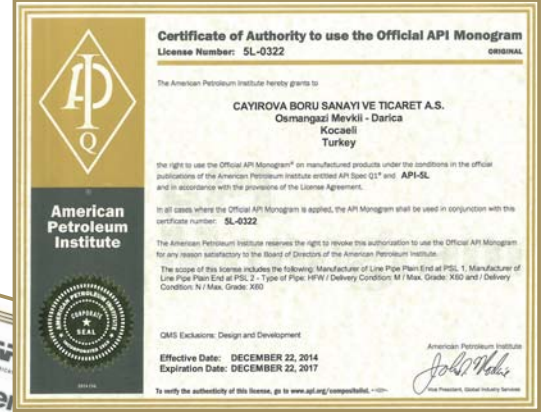 Certificate of Authority to use the Official API Monogram
License Number: 5L-0322
ORIGINAL
The American Petroleum Institute hereby grants to
CAYIROVA BORU SANAYI VE TICARET A.S.
Osmangazi Mevkii - Darica
Kocaeli
Turkey
the right to use the Official API Monogram® on manufactured products under the conditions in the official
publications of the American Petroleum Institute entitled API Spec Q1® and API-5L
and in accordance with the provisions of the License Agreement.
In all cases where the Official API Monogram is applied, the API Monogram shall be used in conjunction with this
certificate number: 5L-0322
The American Petroleum Institute reserves the right to revoke this authorization to use the Official API Monogram
for any reason satisfactory to the Board of Directors of the American Petroleum Institute.
The scope of this license includes the following: Manufacturer of Line Pipe Plain End at PSL 1, Manufacturer of
Line Pipe Plain End at PSL 2 - Type of Pipe: HFW / Delivery Condition: M / Max. Grade: X60 and / Delivery
Condition: N / Max. Grade: X60
QMS Exclusions: Design and Development
Effective Date: DECEMBER 22, 2014
Expiration Date: DECEMBER 22, 2017
To verify the authenticity of this license, go to www.api.org/compositelist.
American Petroleum Institute
Vice President, Global Industry Services
API
Q
American
Petroleum
Institute
AMERICAN PETROLEUM INSTITUTE
CORPORATE
SEAL